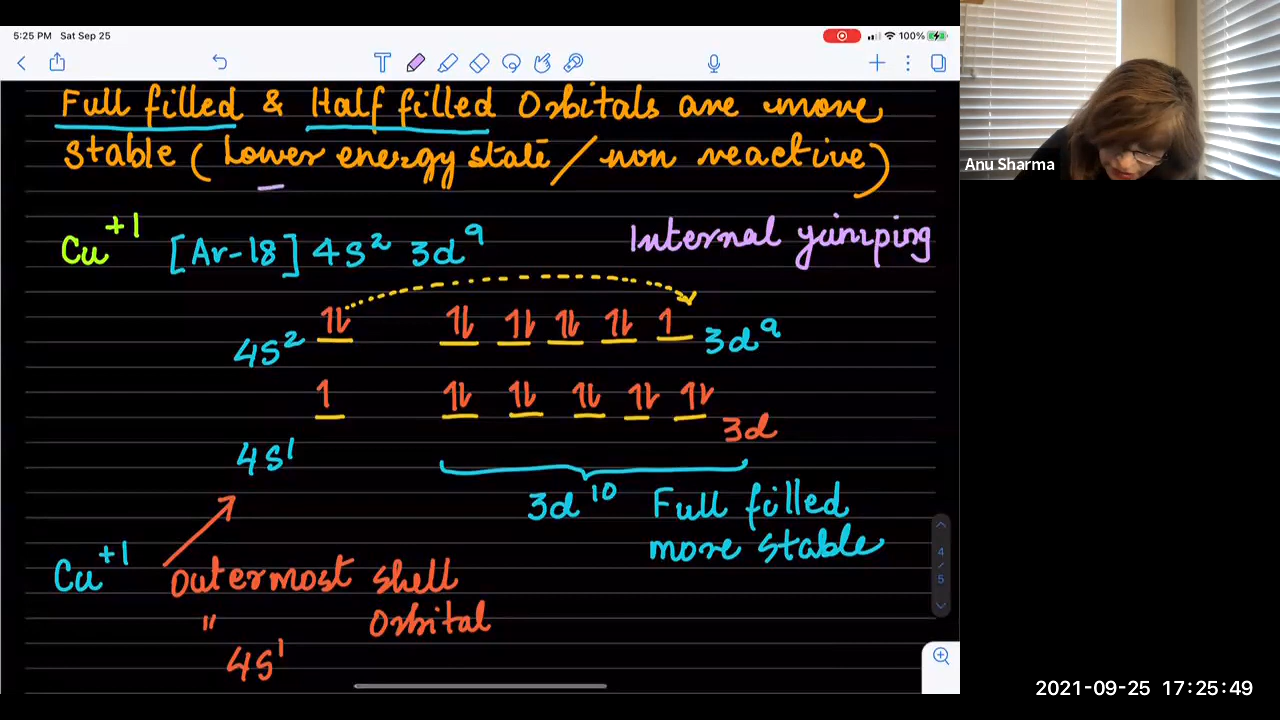 5:25 PM Sat Sep 25
100%
Full filled & Half filled Orbitals are more
stable (Lower energy state / non reactive)
Cu+1 [Ar-18] 4s2 3d9
Internal jumping
4s2 3d9
3d
4s1
3d10 Full filled
more stable
Cu+1 Outermost shell
" Orbital
4s1
4
/
5
Anu Sharma
2021-09-25 17:25:49